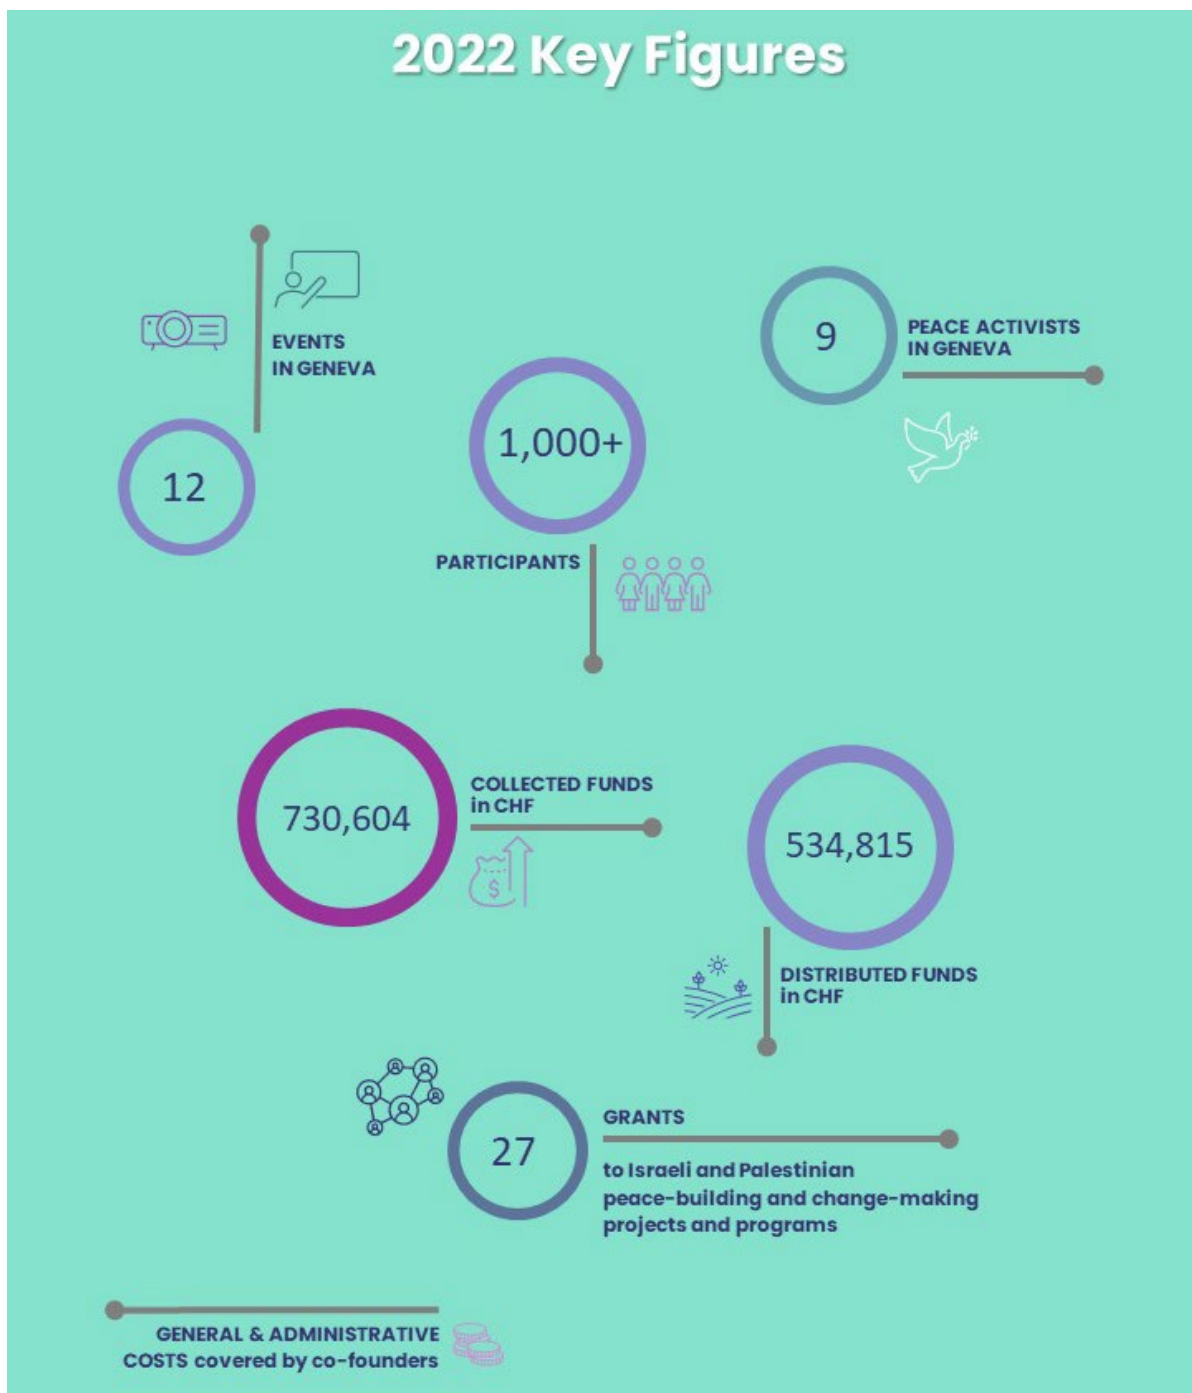 2022 Key Figures
EVENTS
IN GENEVA
12
1,000+
PARTICIPANTS
9
PEACE ACTIVISTS
IN GENEVA
730,604
COLLECTED FUNDS
in CHF
$
534,815
DISTRIBUTED FUNDS
in CHF
27
GRANTS
to Israeli and Palestinian
peace-building and change-making
projects and programs
GENERAL & ADMINISTRATIVE
COSTS covered by co-founders